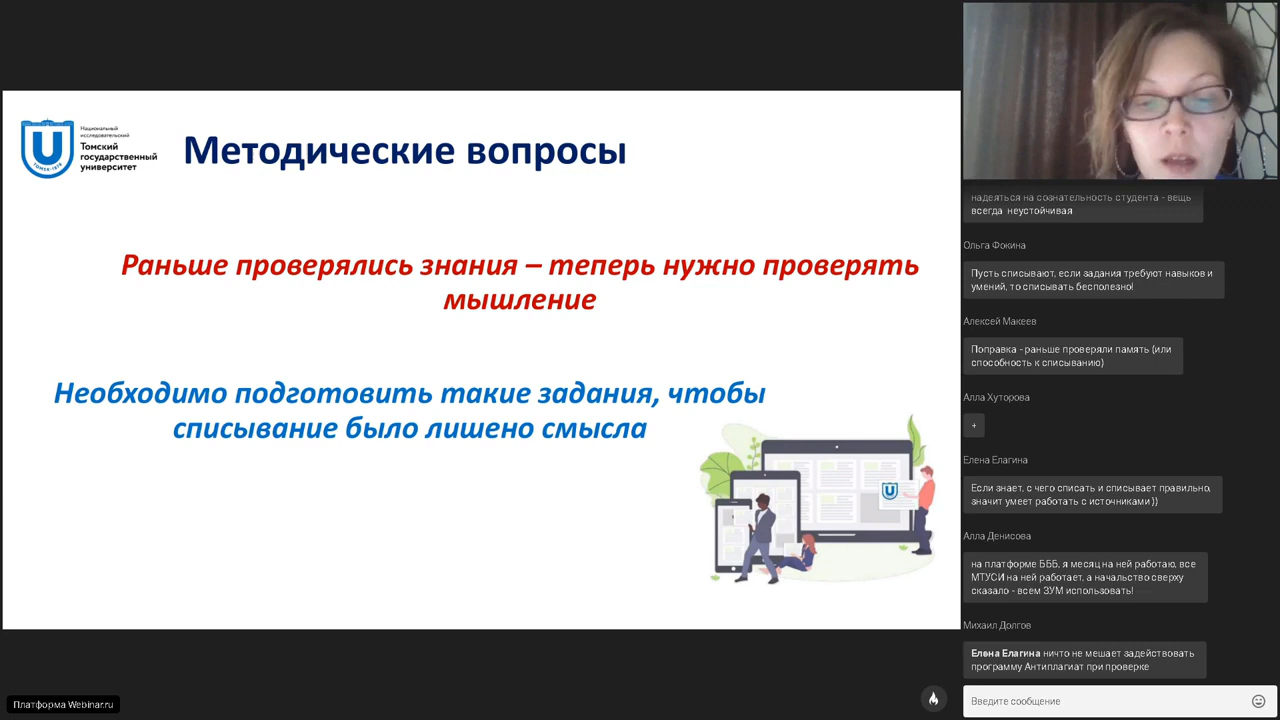 Национальный
исследовательский
Томский
государственный
университет
TOMSK•1878
Методические вопросы
Раньше проверялись знания – теперь нужно проверять
мышление
Необходимо подготовить такие задания, чтобы
списывание было лишено смысла
Платформа Webinar.ru
надеяться на сознательность студента - вещь
всегда неустойчивая
Ольга Фокина
Пусть списывают, если задания требуют навыков и
умений, то списывать бесполезно!
Алексей Макеев
Поправка - раньше проверяли память (или
способность к списыванию)
Алла Хуторова
+
Елена Елагина
Если знает, с чего списать и списывает правильно,
значит умеет работать с источниками ))
Алла Денисова
на платформе БББ, я месяц на ней работаю, все
МТУСИ на ней работает, а начальство сверху
сказало - всем ЗУМ использовать!
Михаил Долгов
Елена Елагина ничто не мешает задействовать
программу Антиплагиат при проверке
Введите сообщение